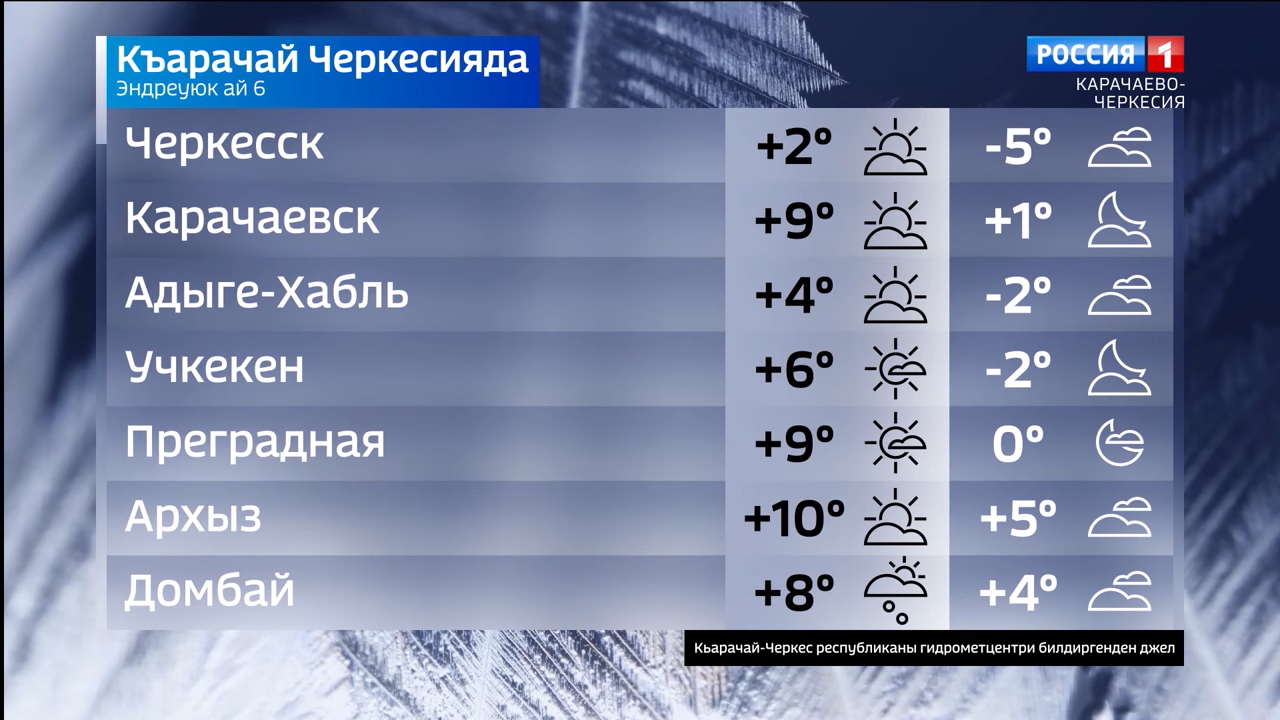 Къарачай Черкесияда
Эндреуюк ай 6
РОССИЯ 1
КАРАЧАЕВО-
ЧЕРКЕСИЯ
Черкесск +2° -5°
Карачаевск +9° +1°
Адыге-Хабль +4° -2°
Учкекен +6° -2°
Преградная +9° 0°
Архыз +10° +5°
Домбай +8° +4°
Кьарачай-Черкес республиканы гидрометцентри билдиргенден джел